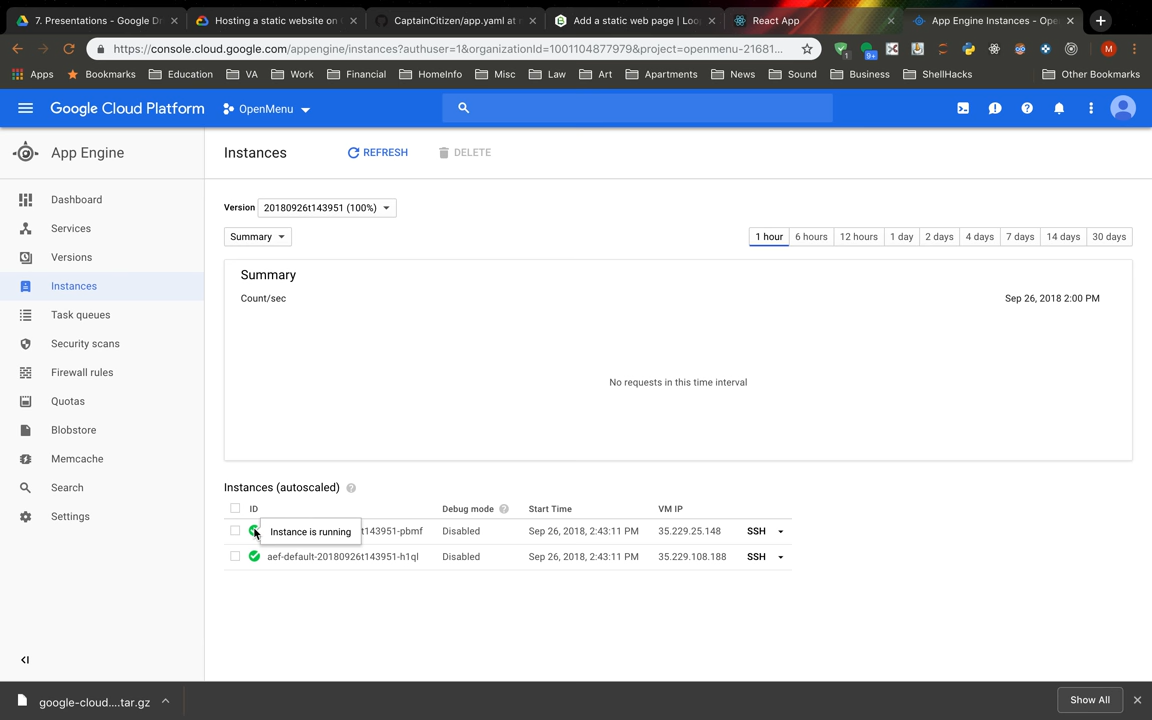 7. Presentations - Google Dr
Hosting a static website on
CaptainCitizen/app.yaml at
Add a static web page | Loo
React App
App Engine Instances - Ope
https://console.cloud.google.com/appengine/instances?authuser=1&organizationId=1001104877979&project=openmenu-21681...
9+
1
M
Apps
Bookmarks
Education
VA
Work
Financial
HomeInfo
Misc
Law
Art
Apartments
News
Sound
Business
ShellHacks
Other Bookmarks
Google Cloud Platform
OpenMenu
App Engine
Instances
REFRESH
DELETE
Dashboard
Services
Versions
Instances
Task queues
Security scans
Firewall rules
Quotas
Blobstore
Memcache
Search
Settings
Version
20180926t143951 (100%)
Summary
1 hour
6 hours
12 hours
1 day
2 days
4 days
7 days
14 days
30 days
Summary
Count/sec
Sep 26, 2018 2:00 PM
No requests in this time interval
Instances (autoscaled)
ID
Debug mode
Start Time
VM IP
Instance is running
t143951-pbmf
Disabled
Sep 26, 2018, 2:43:11 PM
35.229.25.148
SSH
aef-default-20180926t143951-h1ql
Disabled
Sep 26, 2018, 2:43:11 PM
35.229.108.188
SSH
google-cloud....tar.gz
Show All